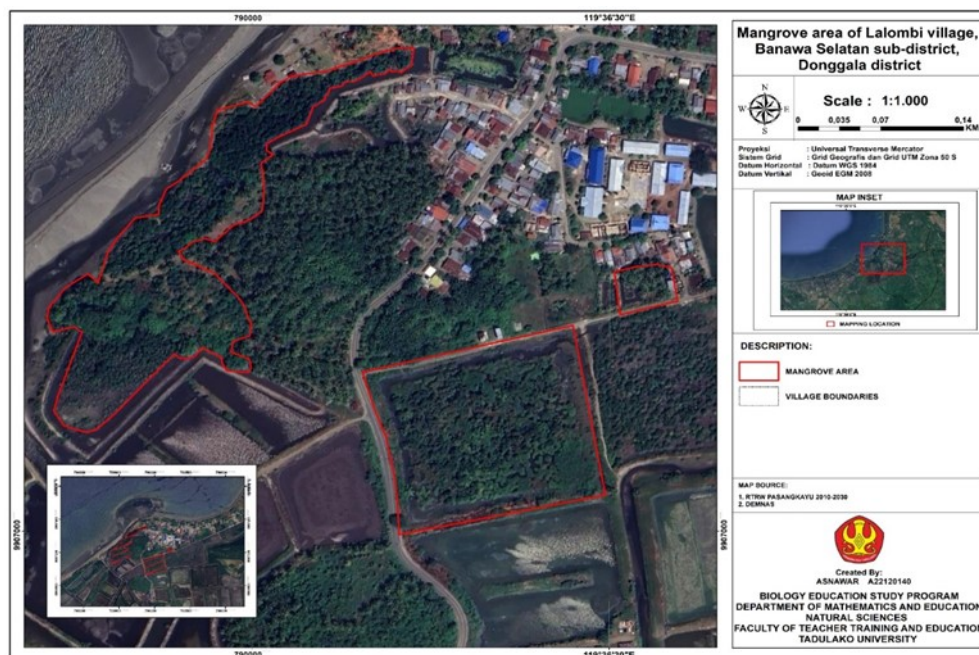 790000
119°36'30"E
9907000
9907000
790000
119°36'30"E
Mangrove area of Lalombi village,
Banawa Selatan sub-district,
Donggala district
N
W E
S
Scale : 1:1.000
0 0,035 0,07 0,14
KM
Proyeksi : Universal Transverse Mercator
Sistem Grid : Grid Geografis dan Grid UTM Zona 50 S
Datum Horizontal : Datum WGS 1984
Datum Vertikal : Geoid EGM 2008
MAP INSET
MAPPING LOCATION
DESCRIPTION:
MANGROVE AREA
VILLAGE BOUNDARIES
MAP SOURCE:
1. RTRW PASANGKAYU 2010-2030
2. DEMNAS
Created By:
ASNAWAR A22120140
BIOLOGY EDUCATION STUDY PROGRAM
DEPARTMENT OF MATHEMATICS AND EDUCATION
NATURAL SCIENCES
FACULTY OF TEACHER TRAINING AND EDUCATION
TADULAKO UNIVERSITY